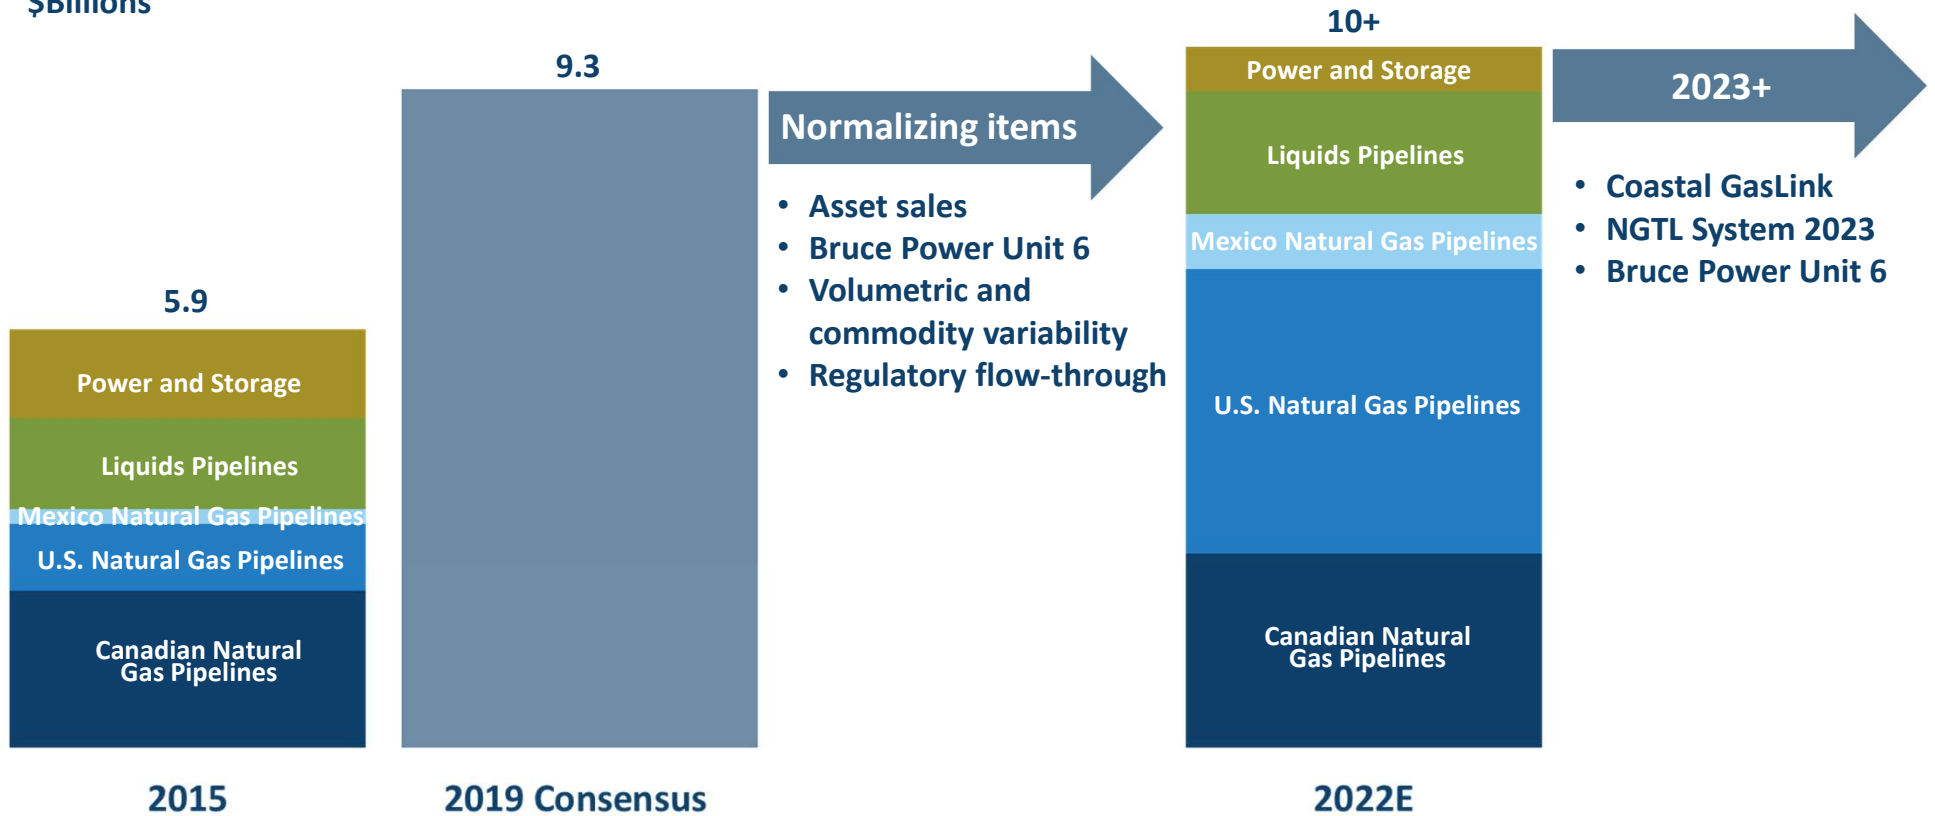 $Billions
5.9
Power and Storage
Liquids Pipelines
Mexico Natural Gas Pipelines
U.S. Natural Gas Pipelines
Canadian Natural
Gas Pipelines
2015
9.3
2019 Consensus
Normalizing items
• Asset sales
• Bruce Power Unit 6
• Volumetric and
commodity variability
• Regulatory flow-through
10+
Power and Storage
Liquids Pipelines
Mexico Natural Gas Pipelines
U.S. Natural Gas Pipelines
Canadian Natural
Gas Pipelines
2022E
2023+
• Coastal GasLink
• NGTL System 2023
• Bruce Power Unit 6